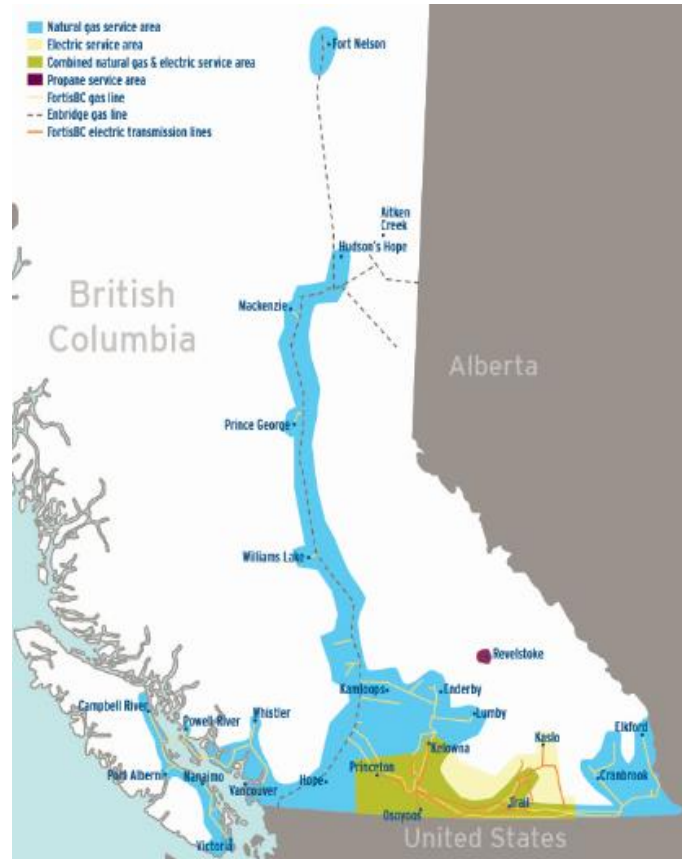 Natural gas service area
Electric service area
Combined natural gas & electric service area
Propane service area
FortisBC gas line
Enbridge gas line
FortisBC electric transmission lines
Fort Nelson
Aitken
Creek
Hudson's Hope
British
Columbia
Mackenzie
Alberta
Prince George
Williams Lake
Revelstoke
Kamloops
Enderby
Campbell River
Whistler
Lumby
Powell River
Elkford
Kaslo
Kelowna
Princeton
Port Alberni
Nanaimo
Cranbrook
Hope
Vancouver
Trail
Osoyoos
United States
Victoria